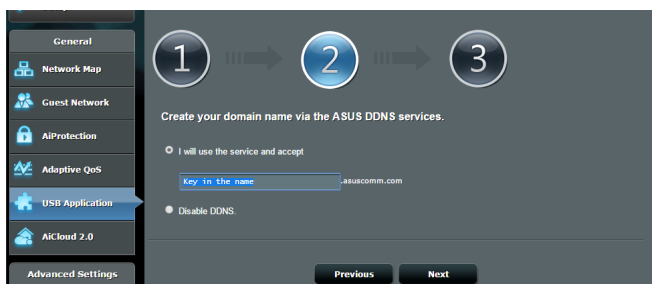 General
Network Map
Guest Network
AiProtection
Adaptive QoS
USB Application
AiCloud 2.0
Advanced Settings
1
2
3
Create your domain name via the ASUS DDNS services.
I will use the service and accept
Key in the name .asuscomm.com
Disable DDNS.
Previous Next